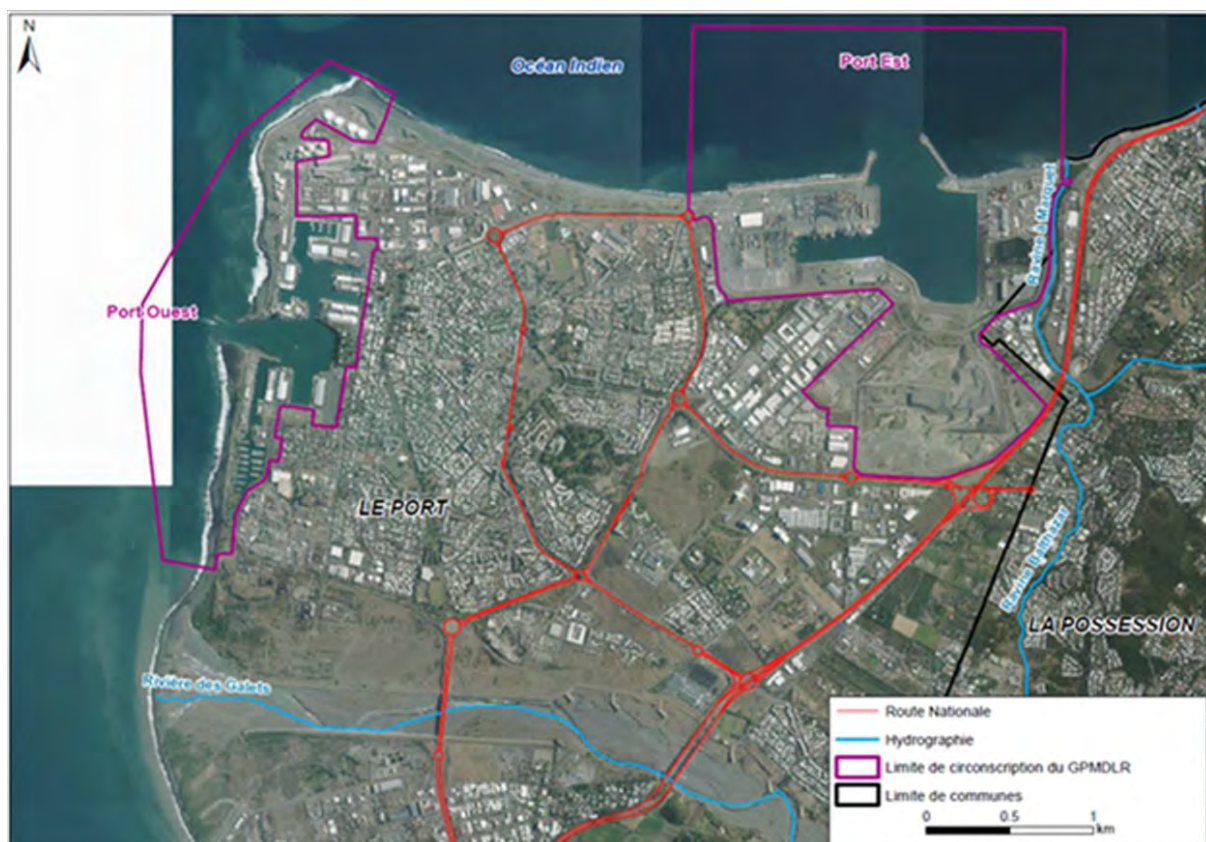 N
Océan Indien
Port Est
Ravine à Marquet
Port Ouest
LE PORT
Ravine Balthazar
LA POSSESSION
Rivière des Galets
Route Nationale
Hydrographie
Limite de circonscription du GPMDLR
Limite de communes
0 0.5 1
km